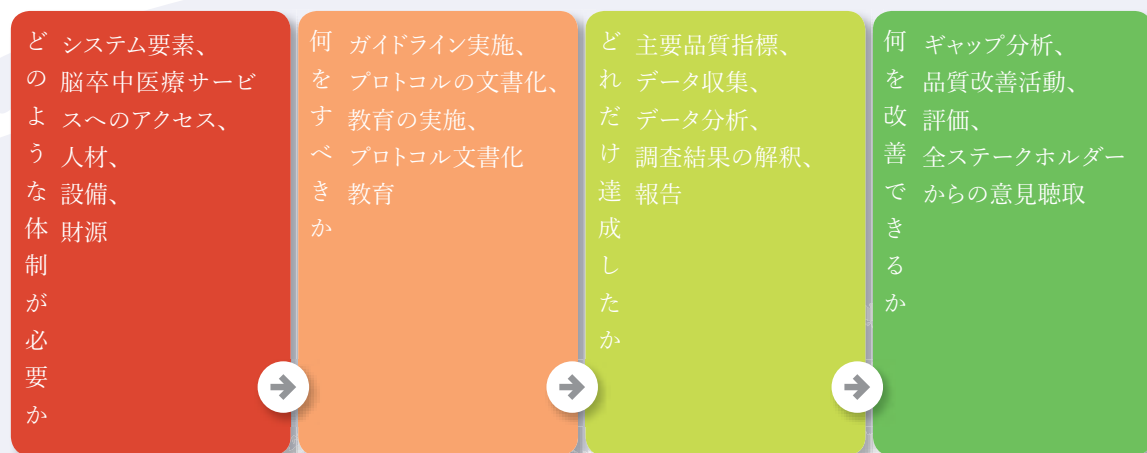 どのような体制が必要か
システム要素、
脳卒中医療サービ
スへのアクセス、
人材、
設備、
財源
何をすべきか
ガイドライン実施、
プロトコルの文書化、
教育の実施、
プロトコル文書化
教育
どれだけ達成したか
主要品質指標、
データ収集、
データ分析、
調査結果の解釈、
報告
何を改善できるか
ギャップ分析、
品質改善活動、
評価、
全ステークホルダー
からの意見聴取